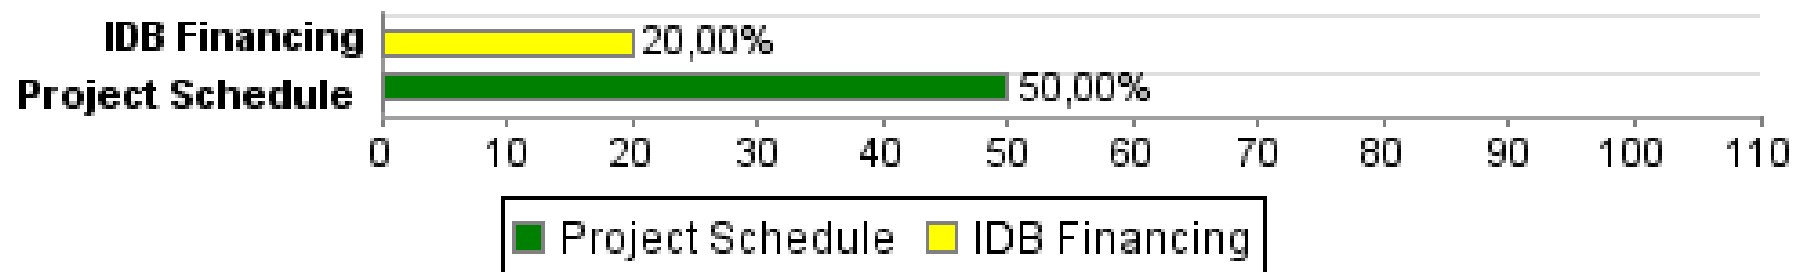 IDB Financing 20,00%
Project Schedule 50,00%
0 10 20 30 40 50 60 70 80 90 100 110
Project Schedule IDB Financing